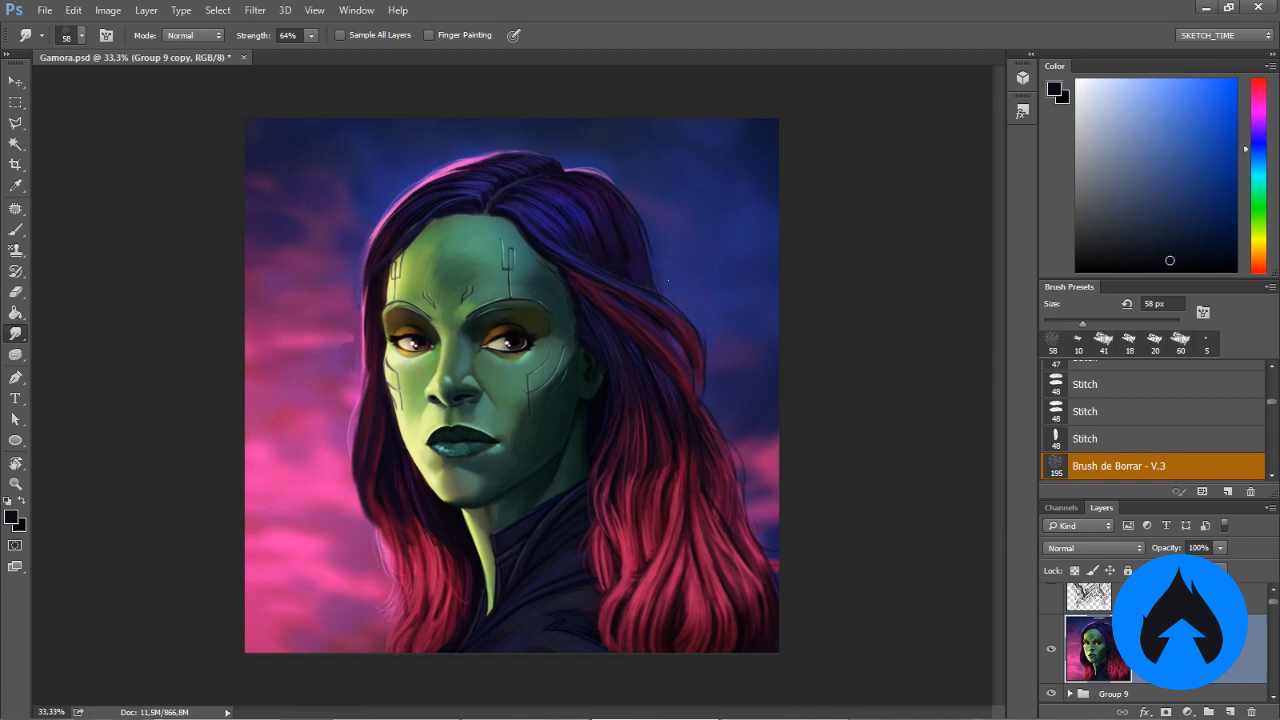 Ps File Edit Image Layer Type Select Filter 3D View Window Help
58 Mode: Normal Strength: 64% Sample All Layers Finger Painting SKETCH_TIME
Gamora.psd @ 33,3% (Group 9 copy, RGB/8) * ×
Color
Brush Presets
Size: 58 px
58 10 41 18 20 60 5
47
Stitch
48
Stitch
48
Stitch
48
Brush de Borrar - V.3
195
Channels Layers
Kind
Normal Opacity: 100%
Lock:
Group 9
33,33% Doc: 11,5M/866,8M
fx